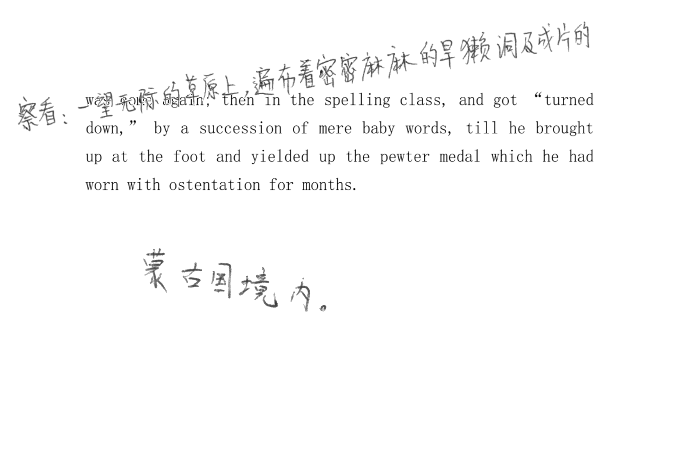 察看：一望无际的草原上，遍布着密密麻麻的旱獭洞及成片的
was gone again, then in the spelling class, and got “turned
down,” by a succession of mere baby words, till he brought
up at the foot and yielded up the pewter medal which he had
worn with ostentation for months.
蒙古国境内。